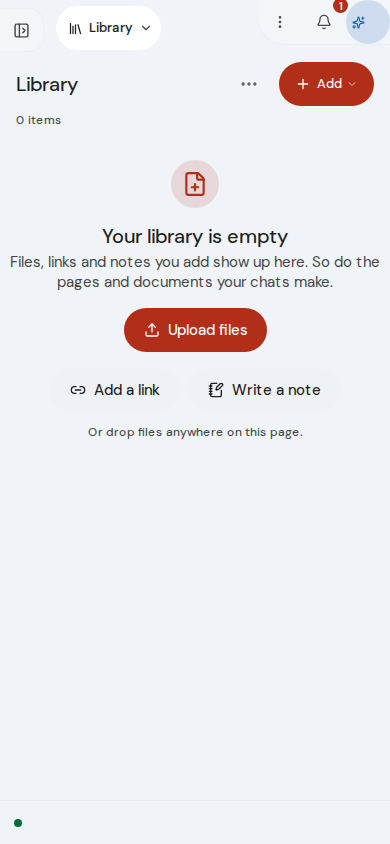 Library
1
Library
Add
0 items
Your library is empty
Files, links and notes you add show up here. So do the
pages and documents your chats make.
Upload files
Add a link
Write a note
Or drop files anywhere on this page.